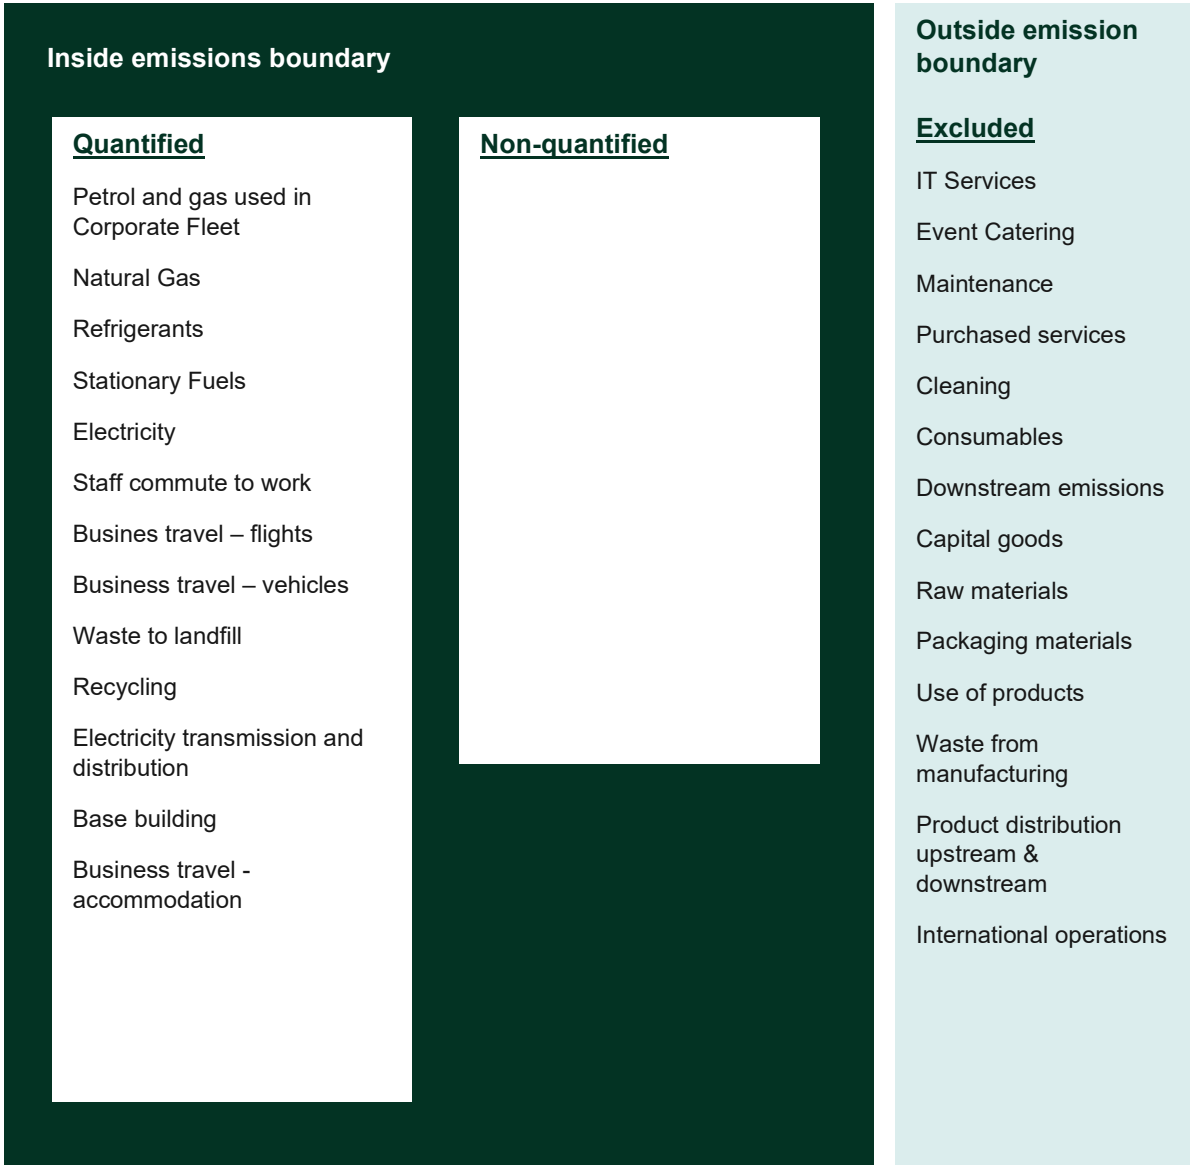 Inside emissions boundary
Quantified
Petrol and gas used in
Corporate Fleet
Natural Gas
Refrigerants
Stationary Fuels
Electricity
Staff commute to work
Busines travel – flights
Business travel – vehicles
Waste to landfill
Recycling
Electricity transmission and
distribution
Base building
Business travel -
accommodation
Non-quantified
Outside emission
boundary
Excluded
IT Services
Event Catering
Maintenance
Purchased services
Cleaning
Consumables
Downstream emissions
Capital goods
Raw materials
Packaging materials
Use of products
Waste from
manufacturing
Product distribution
upstream &
downstream
International operations